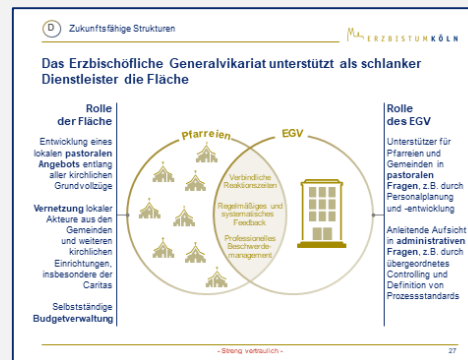 D Zukunftsfähige Strukturen
ERZBISTUM KÖLN
Das Erzbischöfliche Generalvikariat unterstützt als schlanker
Dienstleister die Fläche
Rolle
der Fläche
Entwicklung eines
lokalen pastoralen
Angebots entlang
aller kirchlichen
Grundvollzüge
Vernetzung lokaler
Akteure aus den
Gemeinden
und weiteren
kirchlichen
Einrichtungen,
insbesondere der
Caritas
Selbstständige
Budgetverwaltung
Pfarreien
EGV
Verbindliche
Reaktionszeiten
Regelmäßiges und
systematisches
Feedback
Professionelles
Beschwerde-
management
Rolle
des EGV
Unterstützer für
Pfarreien und
Gemeinden in
pastoralen
Fragen, z.B. durch
Personalplanung
und -entwicklung
Anleitende Aufsicht
in administrativen
Fragen, z.B. durch
übergeordnetes
Controlling und
Definition von
Prozessstandards
- Streng vertraulich -
27